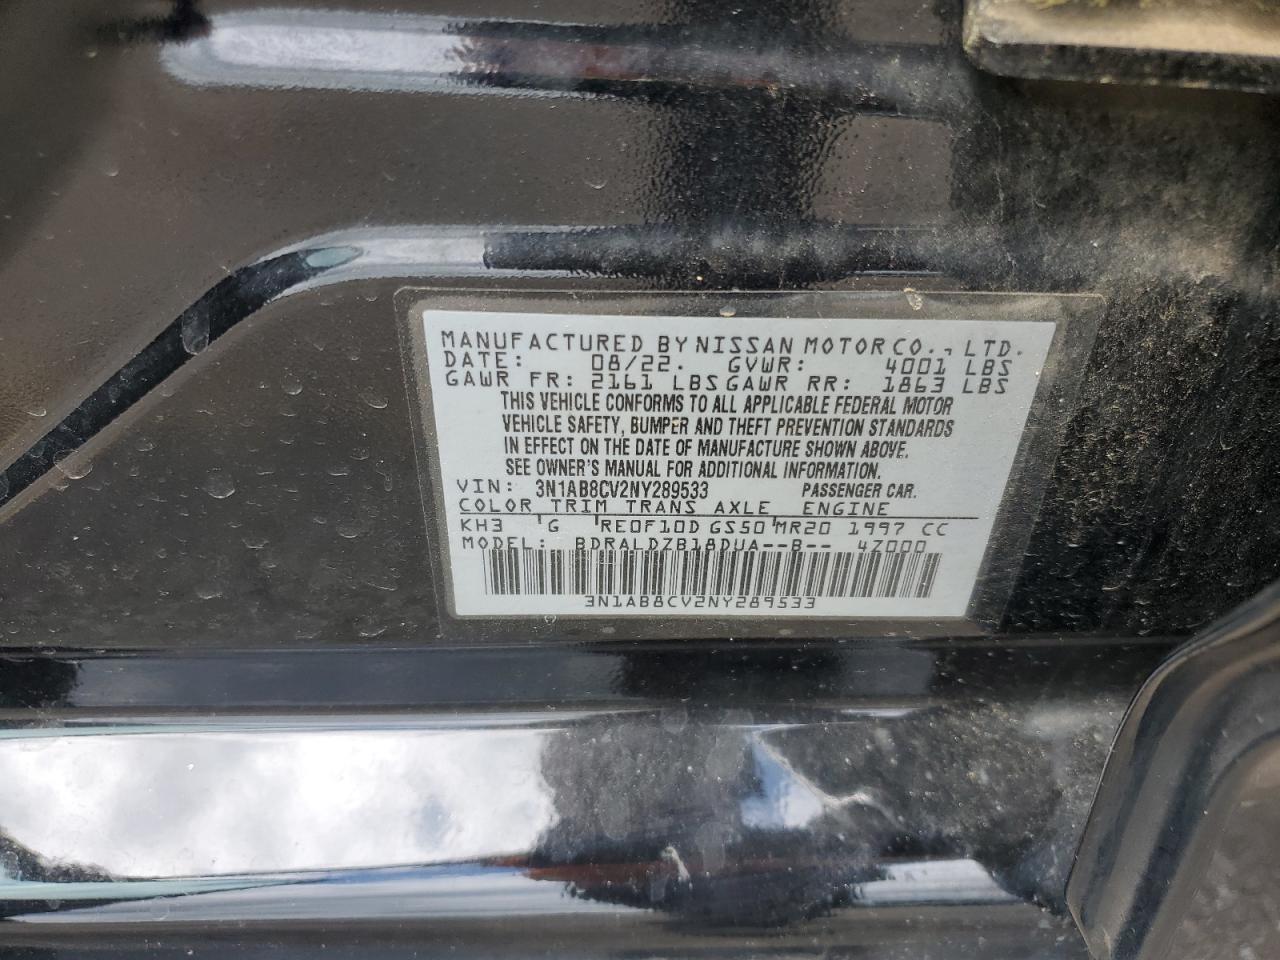 MANUFACTURED BY NISSAN MOTOR CO., LTD.
DATE: 08/22. GVWR: 4001 LBS
GAWR FR: 2161 LBS GAWR RR: 1863 LBS
THIS VEHICLE CONFORMS TO ALL APPLICABLE FEDERAL MOTOR
VEHICLE SAFETY, BUMPER AND THEFT PREVENTION STANDARDS
IN EFFECT ON THE DATE OF MANUFACTURE SHOWN ABOVE.
SEE OWNER'S MANUAL FOR ADDITIONAL INFORMATION.
VIN: 3N1AB8CV2NY289533 PASSENGER CAR.
COLOR TRIM TRANS AXLE ENGINE
KH3 G RE0F10D GS50 MR20 1997 CC
MODEL: BDRALDZB18DUA--B-- 4Z000
3N1AB8CV2NY289533